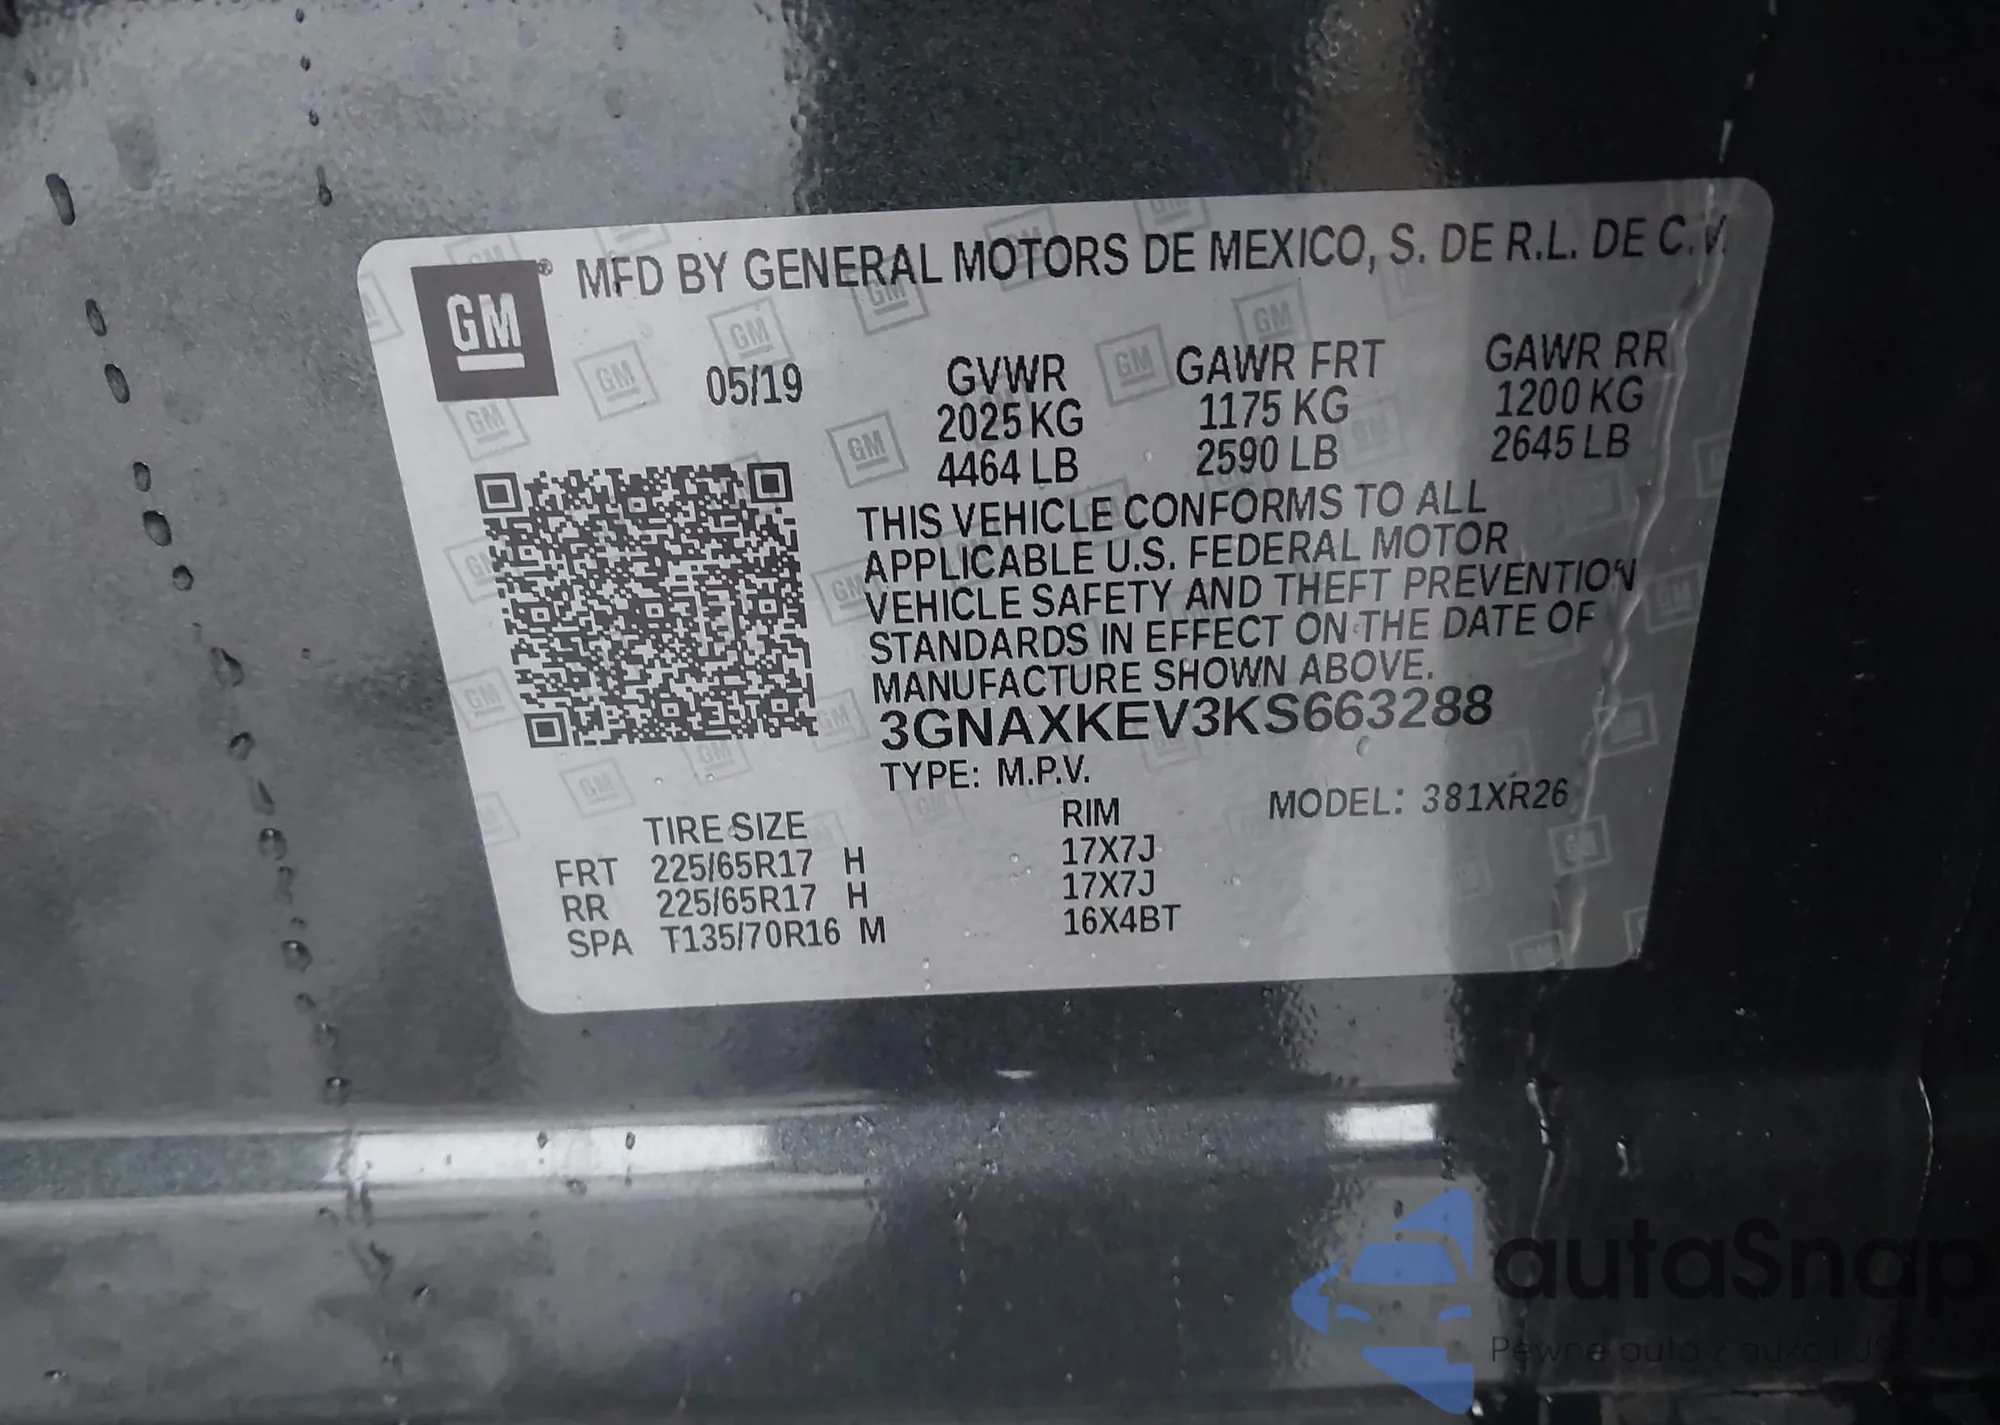 GM® MFD BY GENERAL MOTORS DE MEXICO, S. DE R.L. DE C.V.
05/19 GVWR GAWR FRT GAWR RR
2025 KG 1175 KG 1200 KG
4464 LB 2590 LB 2645 LB
THIS VEHICLE CONFORMS TO ALL
APPLICABLE U.S. FEDERAL MOTOR
VEHICLE SAFETY AND THEFT PREVENTION
STANDARDS IN EFFECT ON THE DATE OF
MANUFACTURE SHOWN ABOVE.
3GNAXKEV3KS663288
TYPE: M.P.V. MODEL: 381XR26
TIRE SIZE RIM
FRT 225/65R17 H 17X7J
RR 225/65R17 H 17X7J
SPA T135/70R16 M 16X4BT
autaSnap
Pewne auta z aukcji